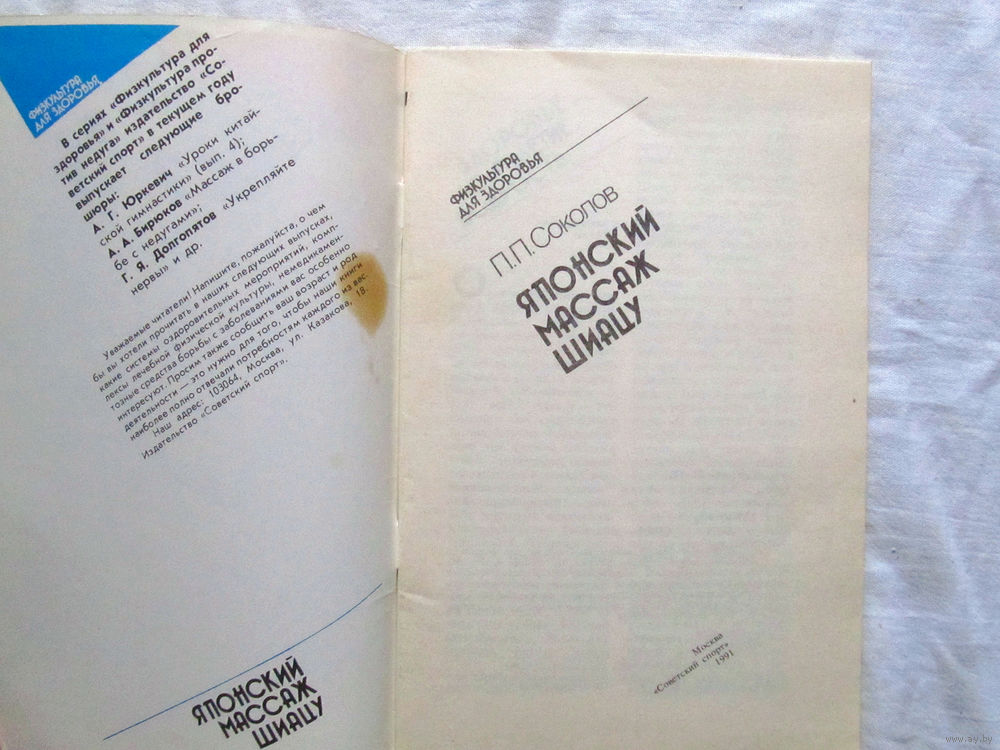 ФИЗКУЛЬТУРА
ДЛЯ ЗДОРОВЬЯ
В сериях «Физкультура для
здоровья» и «Физкультура про-
тив недуга» издательство «Со-
ветский спорт» в текущем году
выпускает следующие бро-
шюры:
А. Г. Юркевич «Уроки китай-
ской гимнастики» (вып. 4);
А. А. Бирюков «Массаж в борь-
бе с недугами»;
Г. Я. Долгопятов «Укрепляйте
нервы» и др.
Уважаемые читатели! Напишите, пожалуйста, о чем
бы вы хотели прочитать в наших следующих выпусках,
какие системы оздоровительных мероприятий, комп-
лексы лечебной физической культуры, немедикамен-
тозные средства борьбы с заболеваниями вас особенно
интересуют. Просим также сообщить ваш возраст и род
деятельности — это нужно для того, чтобы наши книги
наиболее полно отвечали потребностям каждого из вас.
Наш адрес: 103064, Москва, ул. Казакова, 18.
Издательство «Советский спорт».
ЯПОНСКИЙ
МАССАЖ
ШИАЦУ
ФИЗКУЛЬТУРА
ДЛЯ ЗДОРОВЬЯ
П.П. СОКОЛОВ
ЯПОНСКИЙ
МАССАЖ
ШИАЦУ
Москва
«Советский спорт»
1991
www.ay.by